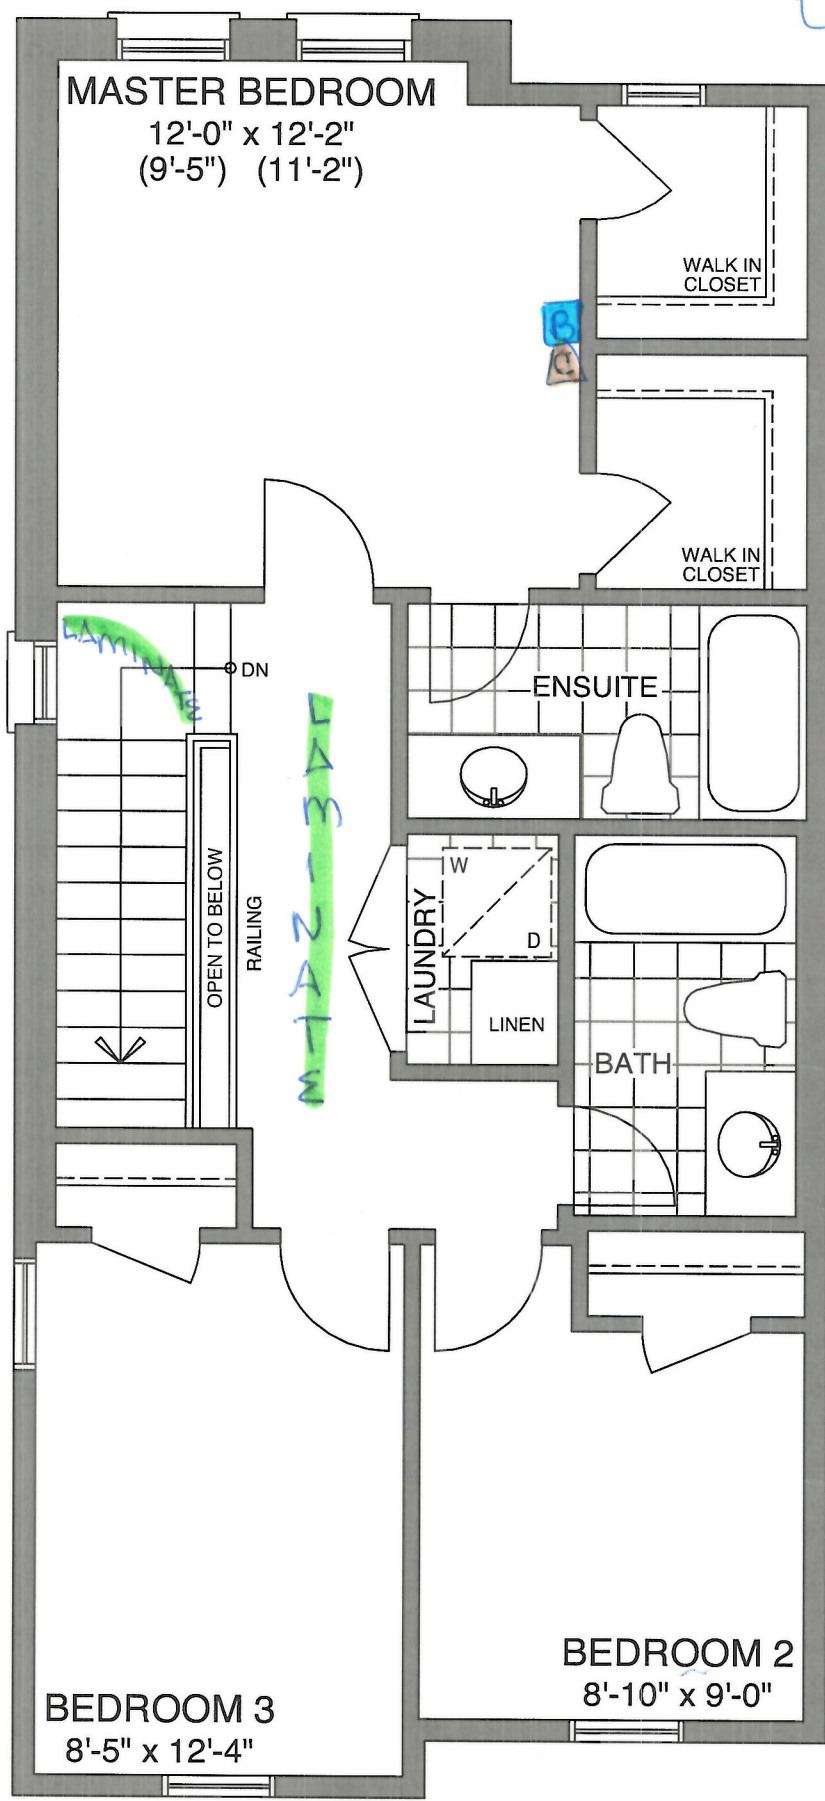 MASTER BEDROOM
12'-0" x 12'-2"
(9'-5") (11'-2")
WALK IN
CLOSET
B
C
WALK IN
CLOSET
LAMINATE
DN
ENSUITE
LAMINATE
W
D
LAUNDRY
LINEN
OPEN TO BELOW
RAILING
BATH
BEDROOM 2
8'-10" x 9'-0"
BEDROOM 3
8'-5" x 12'-4"